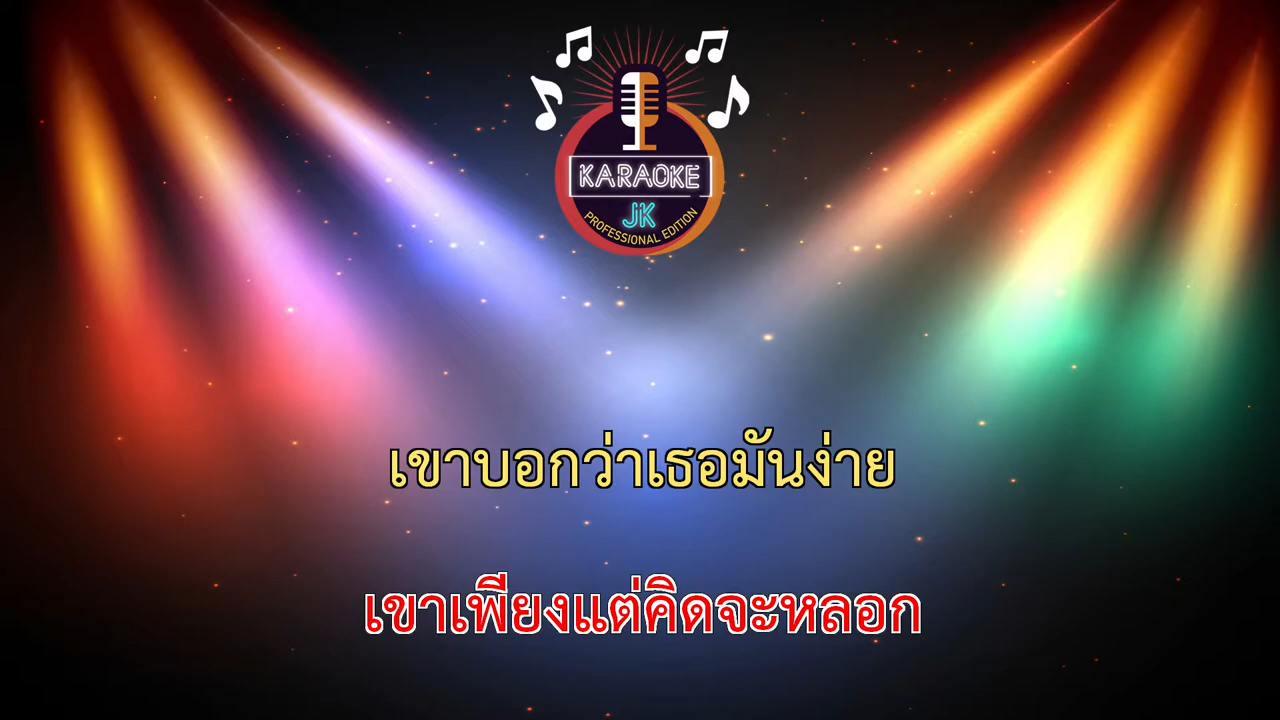 KARAOKE
JK
PROFESSIONAL EDITION
เขาบอกว่าเธอมันง่าย
เขาเพียงแต่คิดจะหลอก